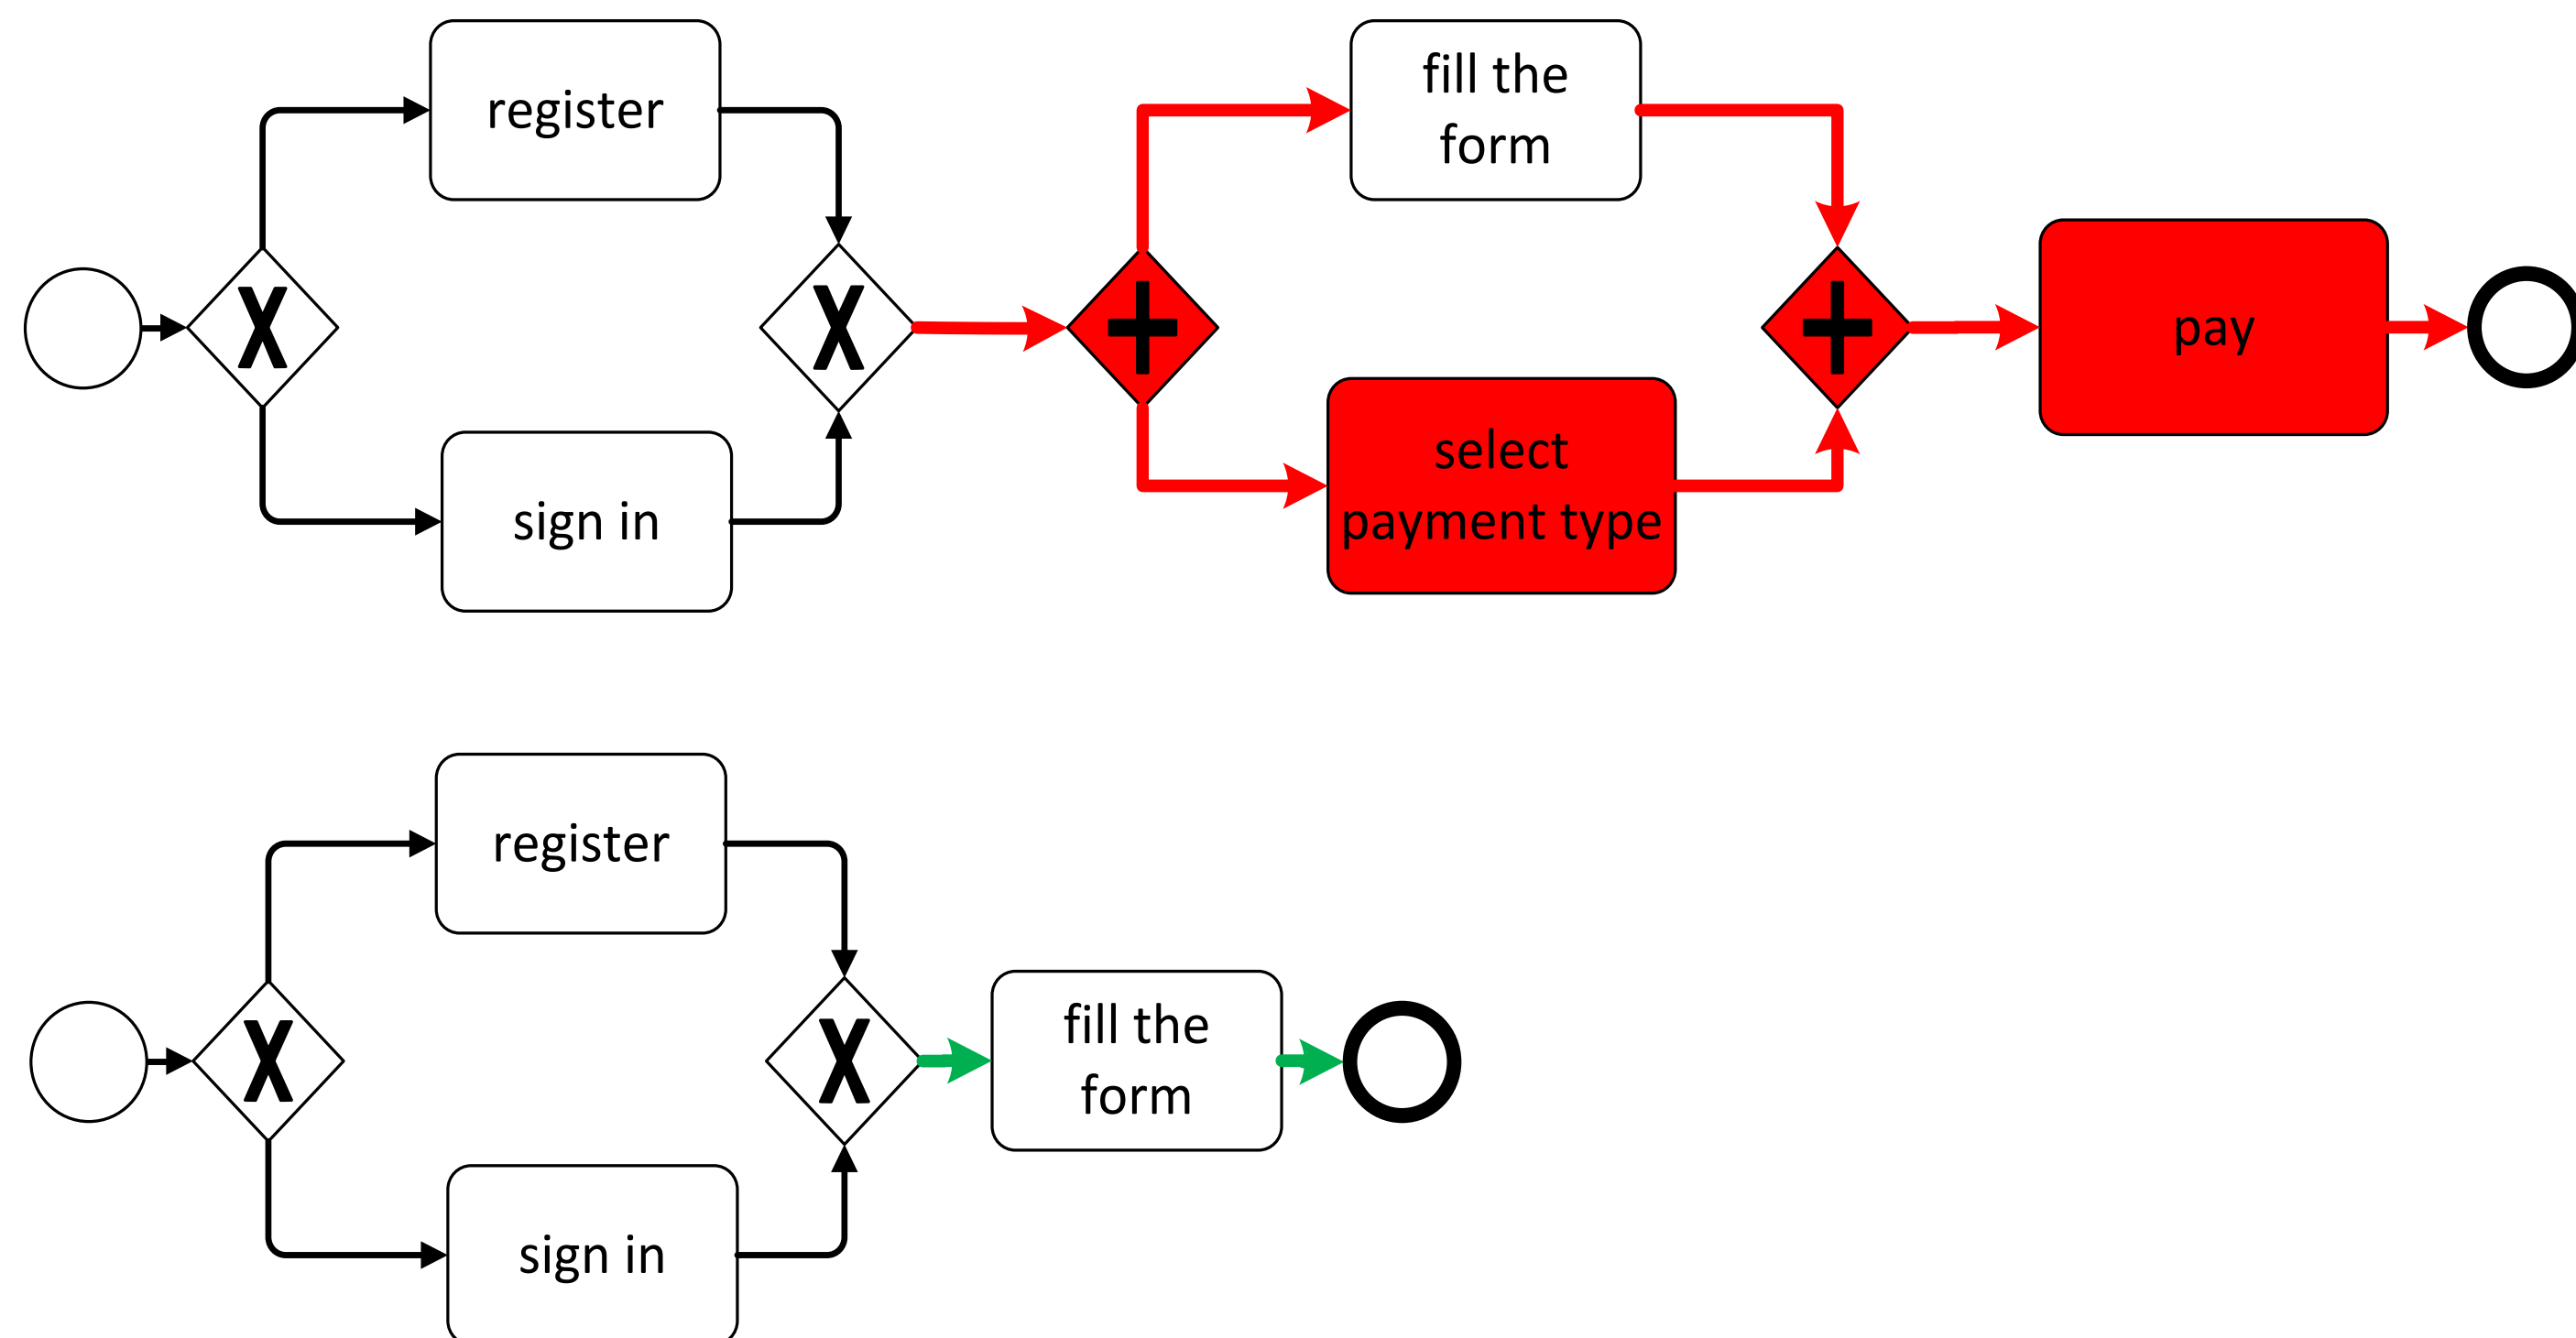 register
fill the
form
X
X
+
+
pay
sign in
select
payment type
register
X
X
fill the
form
sign in